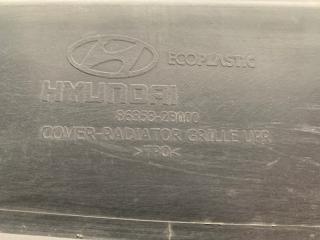 ECOPLASTIC
HYUNDAI
86353-2B000
COVER-RADIATOR GRILLE UPR
>TPO<